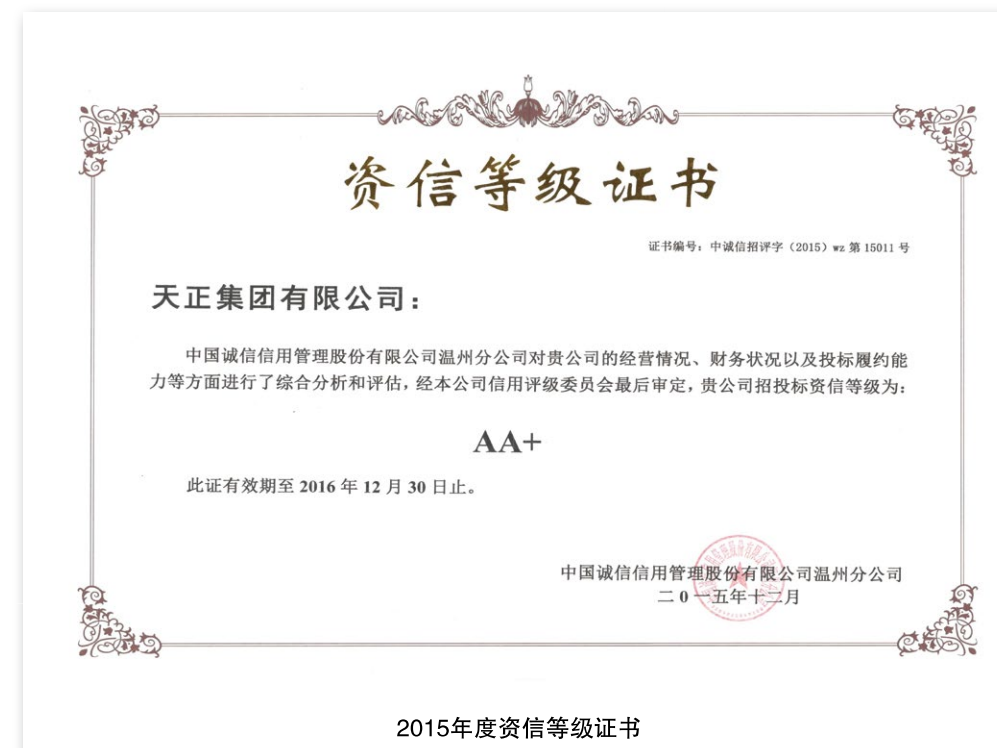 资信等级证书
证书编号：中诚信招评字（2015）wz 第 15011 号
天正集团有限公司：
中国诚信信用管理股份有限公司温州分公司对贵公司的经营情况、财务状况以及投标履约能
力等方面进行了综合分析和评估，经本公司信用评级委员会最后审定，贵公司招投标资信等级为：
AA+
此证有效期至 2016 年 12 月 30 日止。
中国诚信信用管理股份有限公司温州分公司
二0一五年十二月
2015年度资信等级证书